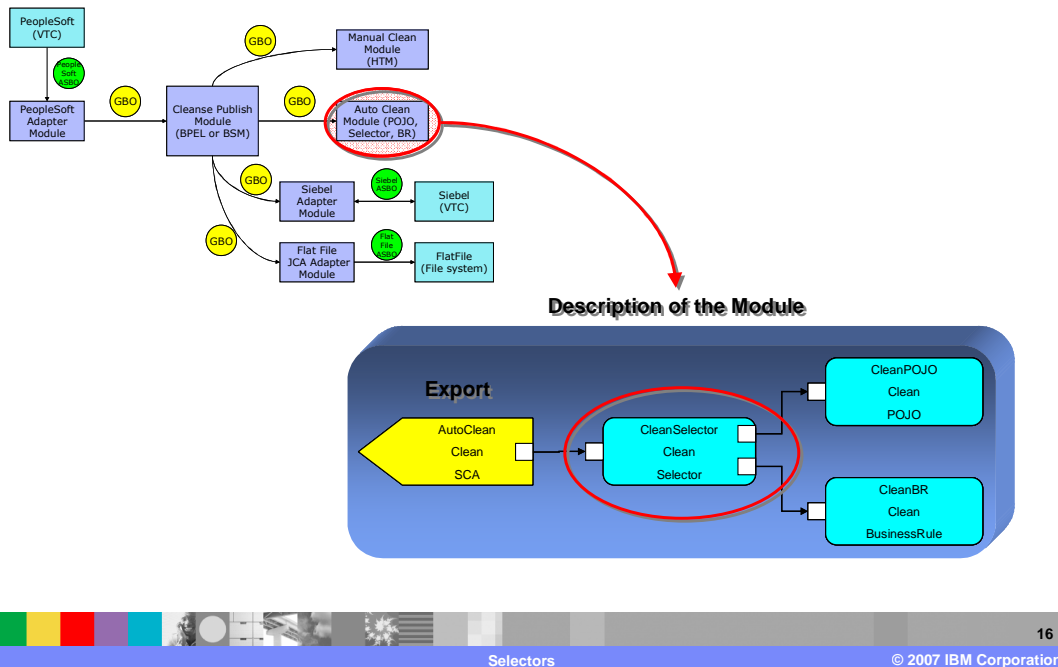 PeopleSoft
(VTC)
People
Soft
ASBO
PeopleSoft
Adapter
Module
GBO
Cleanse Publish
Module
(BPEL or BSM)
GBO
Manual Clean
Module
(HTM)
GBO
Auto Clean
Module (POJO,
Selector, BR)
GBO
Siebel
Adapter
Module
Siebel
ASBO
Siebel
(VTC)
GBO
Flat File
JCA Adapter
Module
Flat
File
ASBO
FlatFile
(File system)
Description of the Module
Export
AutoClean
Clean
SCA
CleanSelector
Clean
Selector
CleanPOJO
Clean
POJO
CleanBR
Clean
BusinessRule
16
Selectors
© 2007 IBM Corporation